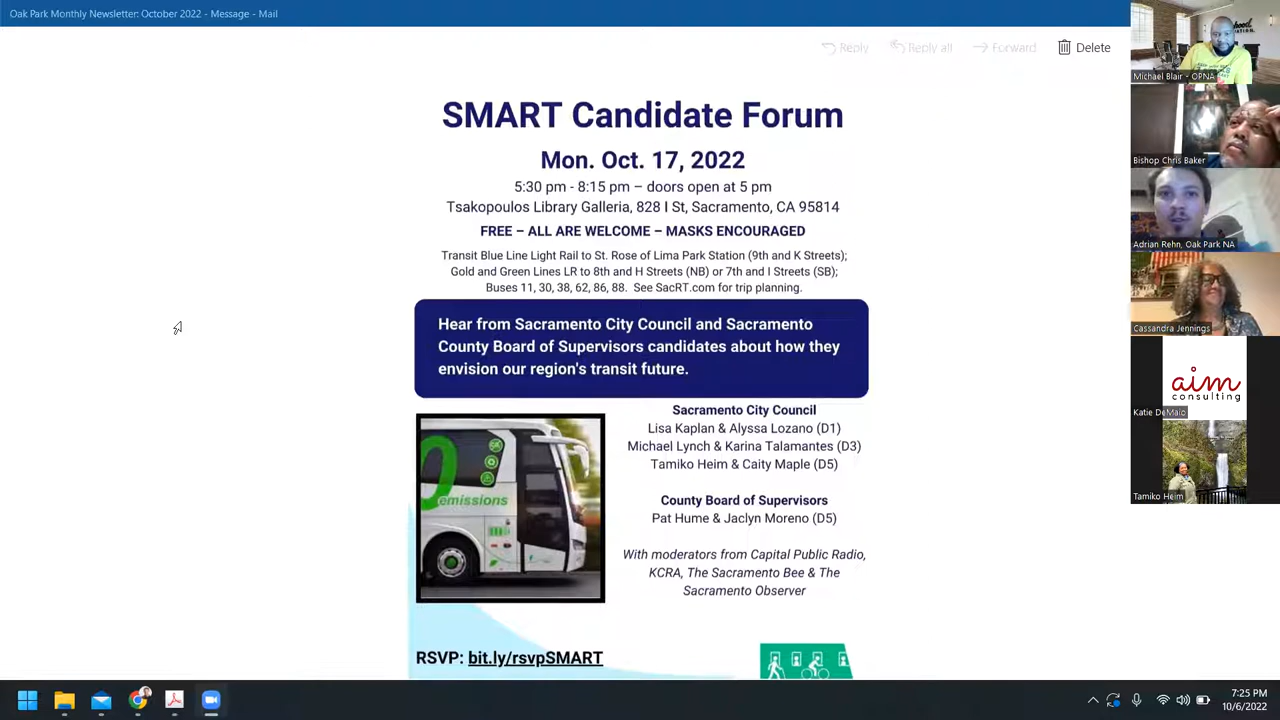 Oak Park Monthly Newsletter: October 2022 - Message - Mail
Reply
Reply all
Forward
Delete
SMART Candidate Forum
Mon. Oct. 17, 2022
5:30 pm - 8:15 pm – doors open at 5 pm
Tsakopoulos Library Galleria, 828 I St, Sacramento, CA 95814
FREE – ALL ARE WELCOME – MASKS ENCOURAGED
Transit Blue Line Light Rail to St. Rose of Lima Park Station (9th and K Streets);
Gold and Green Lines LR to 8th and H Streets (NB) or 7th and I Streets (SB);
Buses 11, 30, 38, 62, 86, 88. See SacRT.com for trip planning.
Hear from Sacramento City Council and Sacramento
County Board of Supervisors candidates about how they
envision our region's transit future.
Sacramento City Council
Lisa Kaplan & Alyssa Lozano (D1)
Michael Lynch & Karina Talamantes (D3)
Tamiko Heim & Caity Maple (D5)
County Board of Supervisors
Pat Hume & Jaclyn Moreno (D5)
With moderators from Capital Public Radio,
KCRA, The Sacramento Bee & The
Sacramento Observer
0
emissions
RSVP: bit.ly/rsvpSMART
Michael Blair - OPNA
Bishop Chris Baker
Adrian Rehn, Oak Park NA
Cassandra Jennings
aim
consulting
Katie DeMaio
Tamiko Heim
7:25 PM
10/6/2022